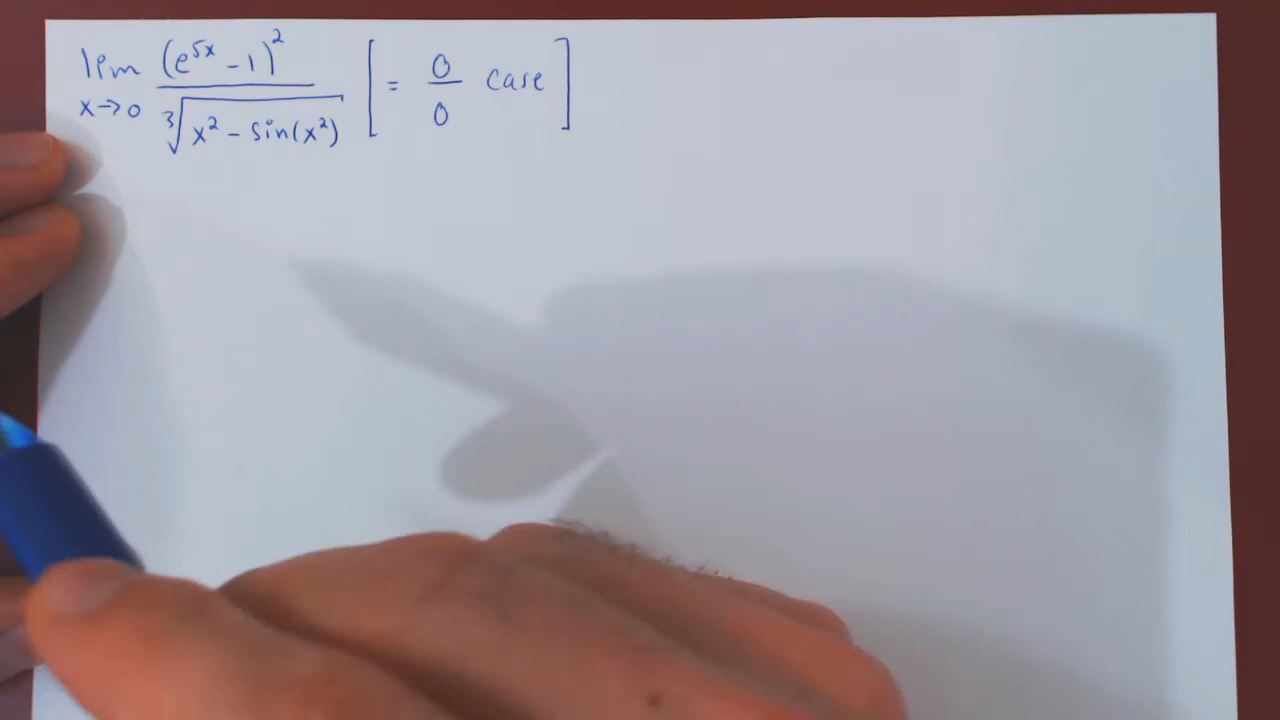 lim (e^{5x} - 1)^2 / ∛(x^2 - sin(x^2)) [= 0/0 case]
x→0